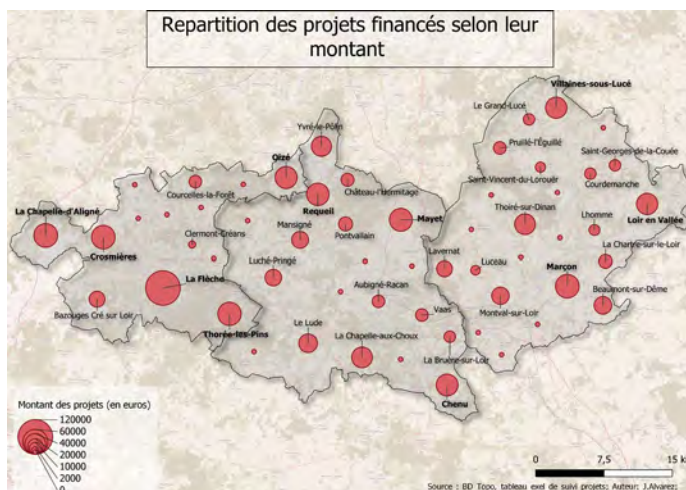 Repartition des projets financés selon leur
montant
Villaines-sous-Lucé
Le Grand-Lucé
Yvré-le-Pôlin
Pruillé-l'Éguillé
Saint-Georges-de-la-Couée
Oizé
Château-l'Hermitage
Saint-Vincent-du-Lorouër
Courdemanche
Courcelles-la-Forêt
Requeil
La Chapelle-d'Aligné
Mansigné
Pontvallain
Mayet
Thoiré-sur-Dinan
Lhomme
Loir en Vallée
Clermont-Créans
Crosmières
Lavernat
La Chartre-sur-le-Loir
Luché-Pringé
Luceau
Marçon
La Flèche
Aubigné-Racan
Beaumont-sur-Dême
Bazouges Cré sur Loir
Vaas
Montval-sur-Loir
Thorée-les-Pins
Le Lude
La Chapelle-aux-Choux
La Bruère-sur-Loir
Chenu
Montant des projets (en euros)
120000
60000
40000
20000
10000
2000
0
0 7,5 15 k
Source : BD Topo, tableau exel de suivi projets; Auteur: J.Alvarez;